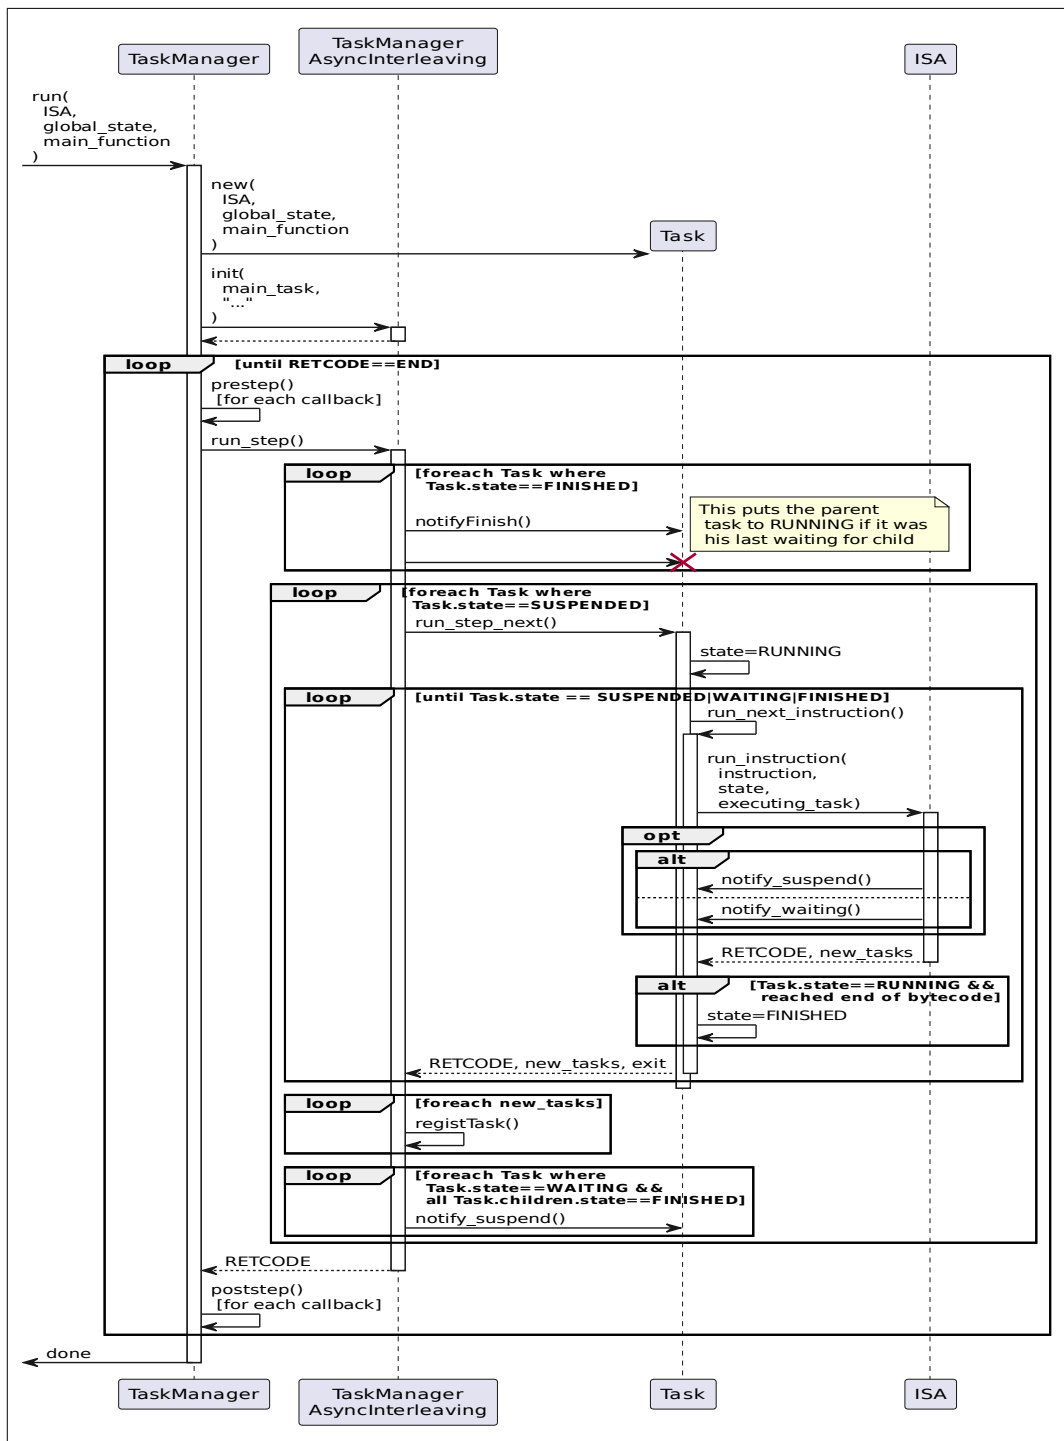 TaskManager
TaskManager
AsyncInterleaving
ISA
run(
ISA,
global_state,
main_function
)
new(
ISA,
global_state,
main_function
)
Task
init(
main_task,
"..."
)
loop [until RETCODE==END]
prestep()
[for each callback]
run_step()
loop [foreach Task where
Task.state==FINISHED]
This puts the parent
task to RUNNING if it was
his last waiting for child
notifyFinish()
loop [foreach Task where
Task.state==SUSPENDED]
run_step_next()
state=RUNNING
loop [until Task.state == SUSPENDED|WAITING|FINISHED]
run_next_instruction()
run_instruction(
instruction,
state,
executing_task)
opt
alt
notify_suspend()
notify_waiting()
RETCODE, new_tasks
alt [Task.state==RUNNING &&
reached end of bytecode]
state=FINISHED
RETCODE, new_tasks, exit
loop [foreach new_tasks]
registTask()
loop [foreach Task where
Task.state==WAITING &&
all Task.children.state==FINISHED]
notify_suspend()
RETCODE
poststep()
[for each callback]
done
TaskManager
TaskManager
AsyncInterleaving
Task
ISA